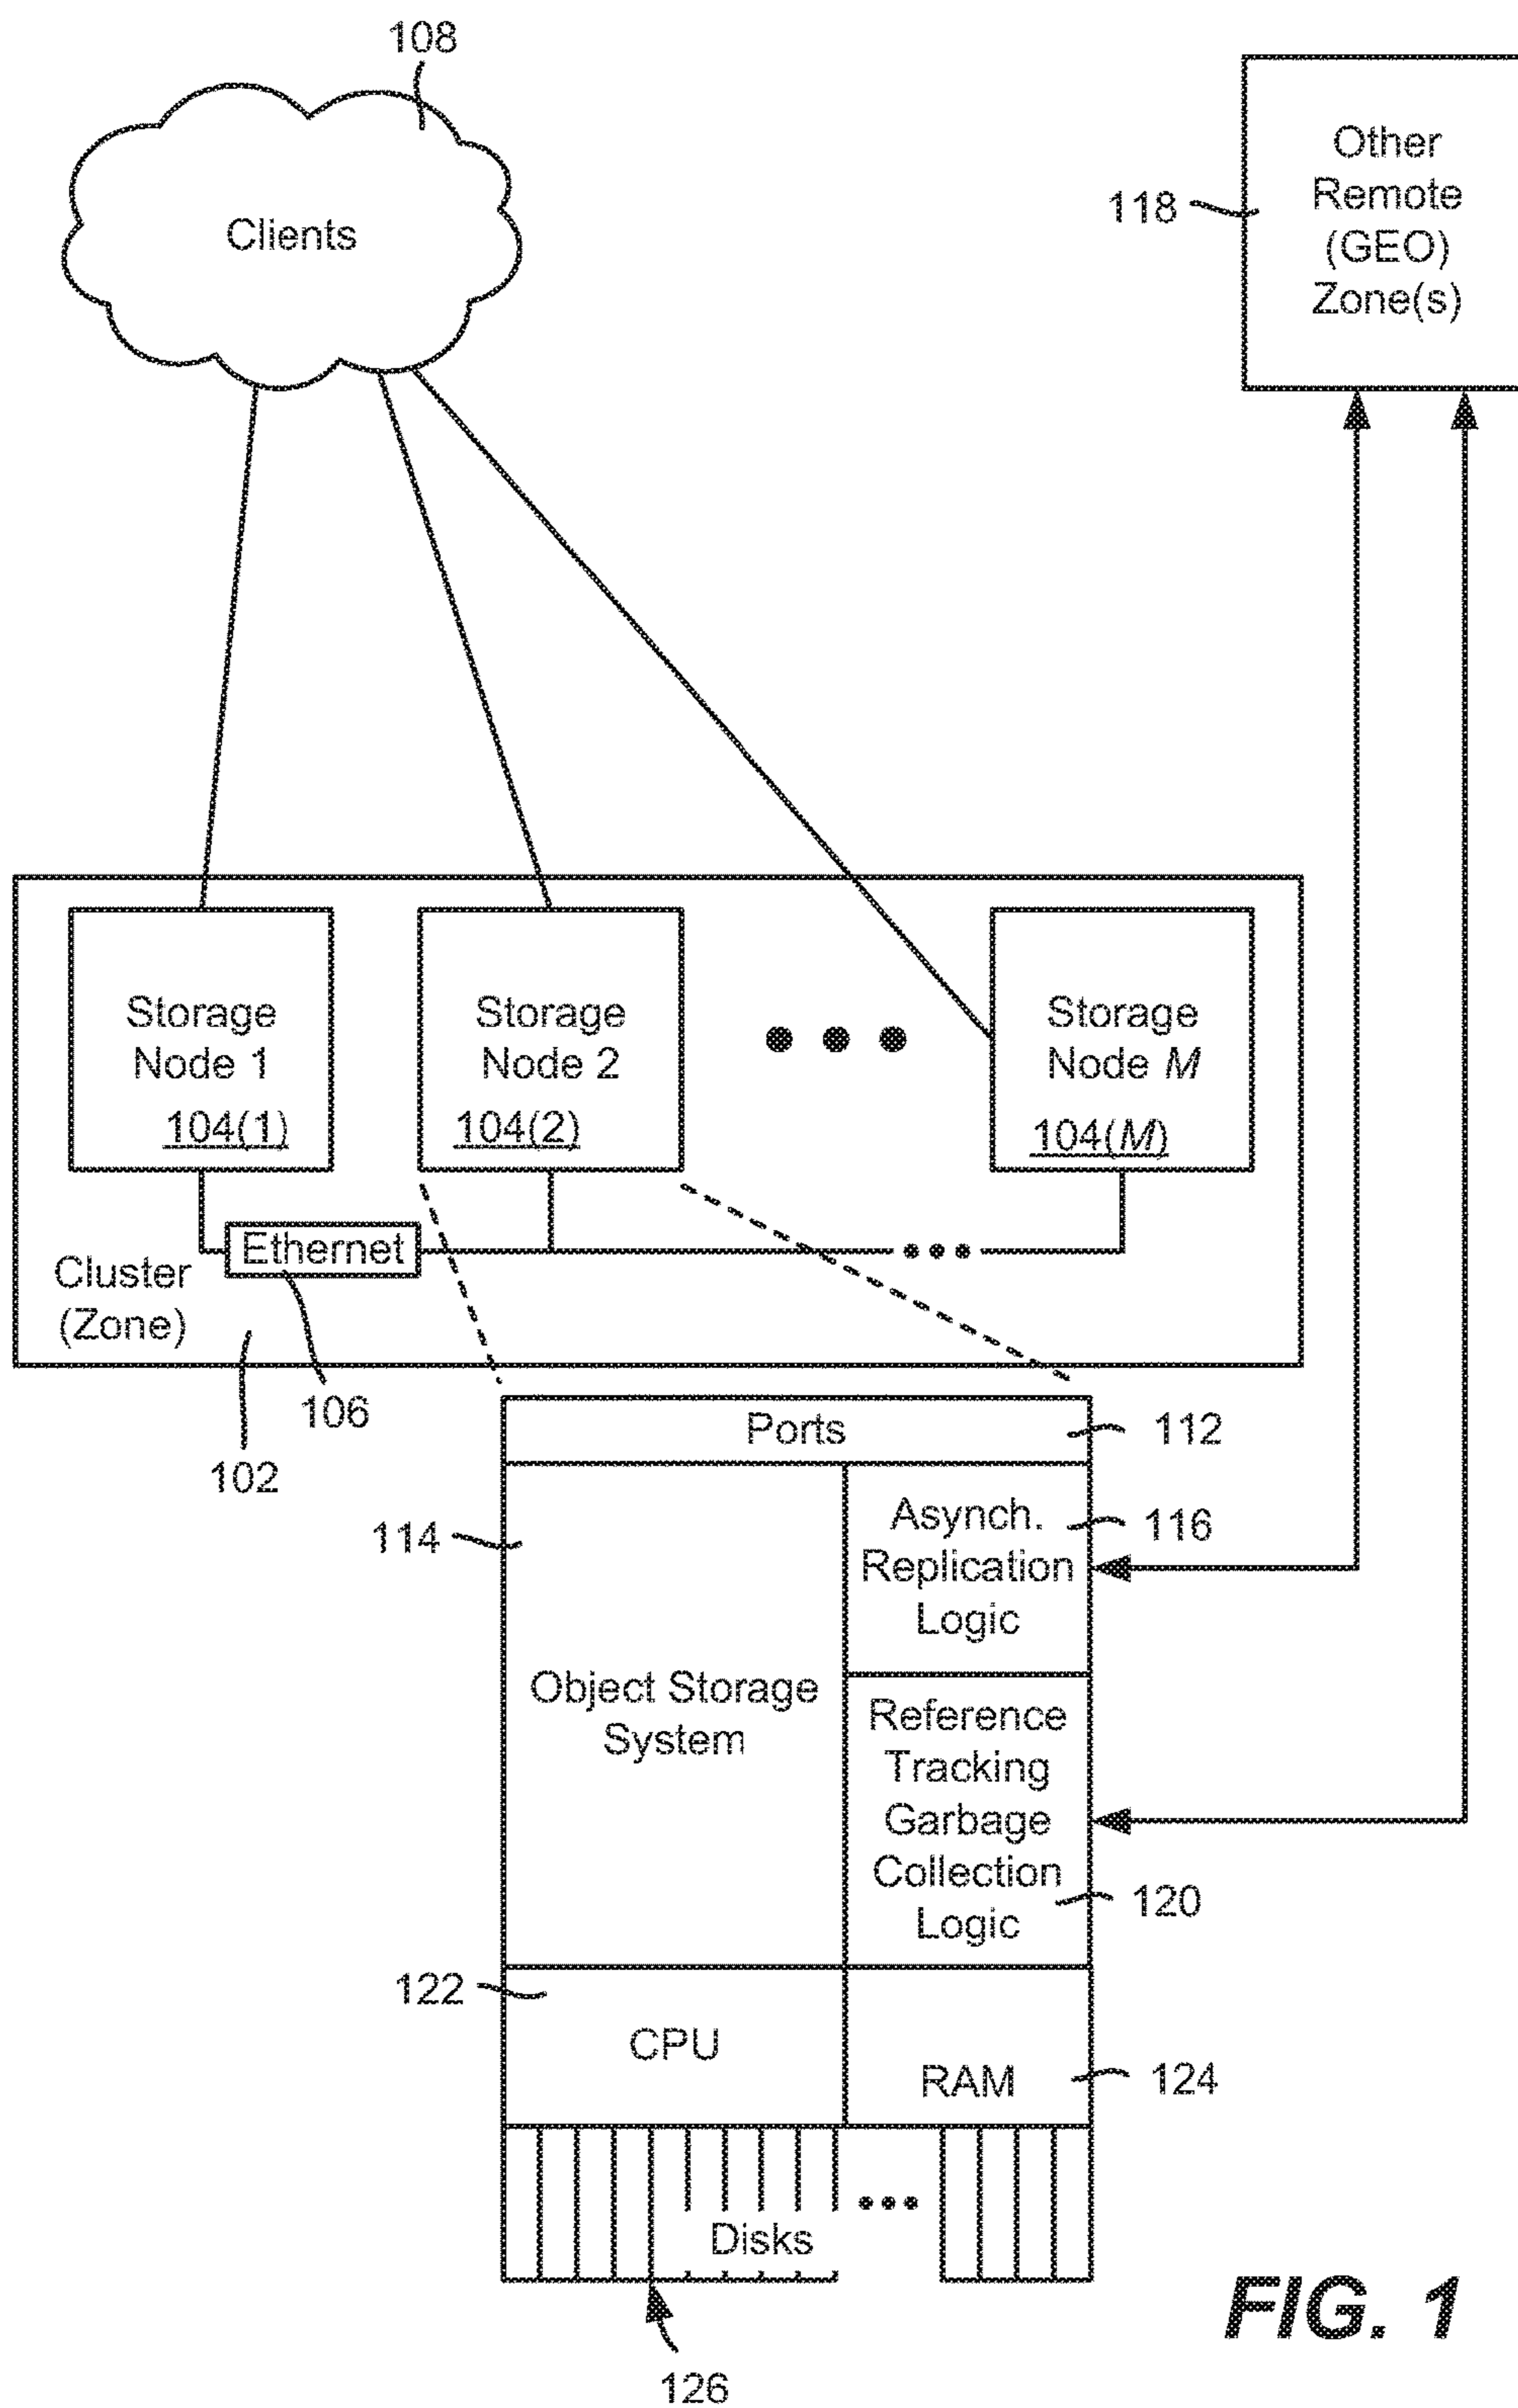 108
Clients
Other
Remote
(GEO)
Zone(s)
118
Storage
Node 1
104(1)
Storage
Node 2
104(2)
Storage
Node M
104(M)
Ethernet
Cluster
(Zone)
106
102
Ports
112
114
Asynch.
Replication
Logic
116
Object Storage
System
Reference
Tracking
Garbage
Collection
Logic
120
122
CPU
RAM
124
Disks
126
FIG. 1